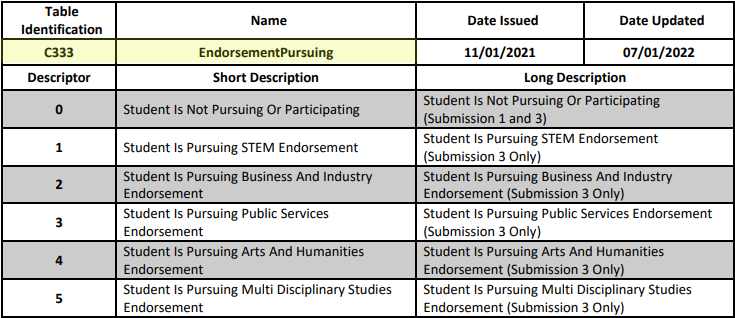 Table Identification Name Date Issued Date Updated
C333 EndorsementPursuing 11/01/2021 07/01/2022
Descriptor Short Description Long Description
0 Student Is Not Pursuing Or Participating Student Is Not Pursuing Or Participating
(Submission 1 and 3)
1 Student Is Pursuing STEM Endorsement Student Is Pursuing STEM Endorsement
(Submission 3 Only)
2 Student Is Pursuing Business And Industry Student Is Pursuing Business And Industry
Endorsement Endorsement (Submission 3 Only)
3 Student Is Pursuing Public Services Student Is Pursuing Public Services Endorsement
Endorsement (Submission 3 Only)
4 Student Is Pursuing Arts And Humanities Student Is Pursuing Arts And Humanities
Endorsement Endorsement (Submission 3 Only)
5 Student Is Pursuing Multi Disciplinary Studies Student Is Pursuing Multi Disciplinary Studies
Endorsement Endorsement (Submission 3 Only)